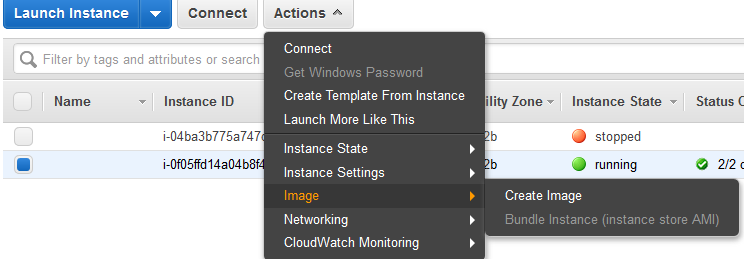 Launch Instance Connect Actions
Filter by tags and attributes or search
Connect
Get Windows Password
Create Template From Instance
Launch More Like This
Instance State
Instance Settings
Image
Networking
CloudWatch Monitoring
Create Image
Bundle Instance (instance store AMI)
Name Instance ID ility Zone Instance State Status C
i-04ba3b775a747c 2b stopped
i-0f05ffd14a04b8f4 2b running 2/2 c